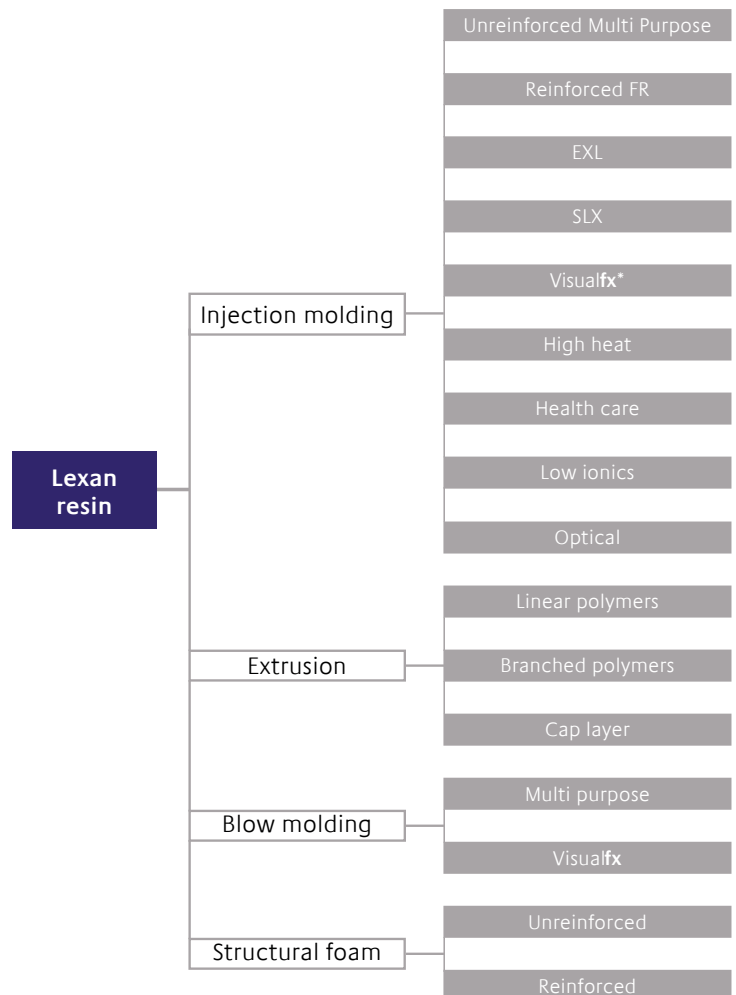 Unreinforced Multi Purpose
Reinforced FR
EXL
SLX
Visualfx*
Injection molding
High heat
Health care
Lexan
resin
Low ionics
Optical
Linear polymers
Extrusion
Branched polymers
Cap layer
Multi purpose
Blow molding
Visualfx
Unreinforced
Structural foam
Reinforced